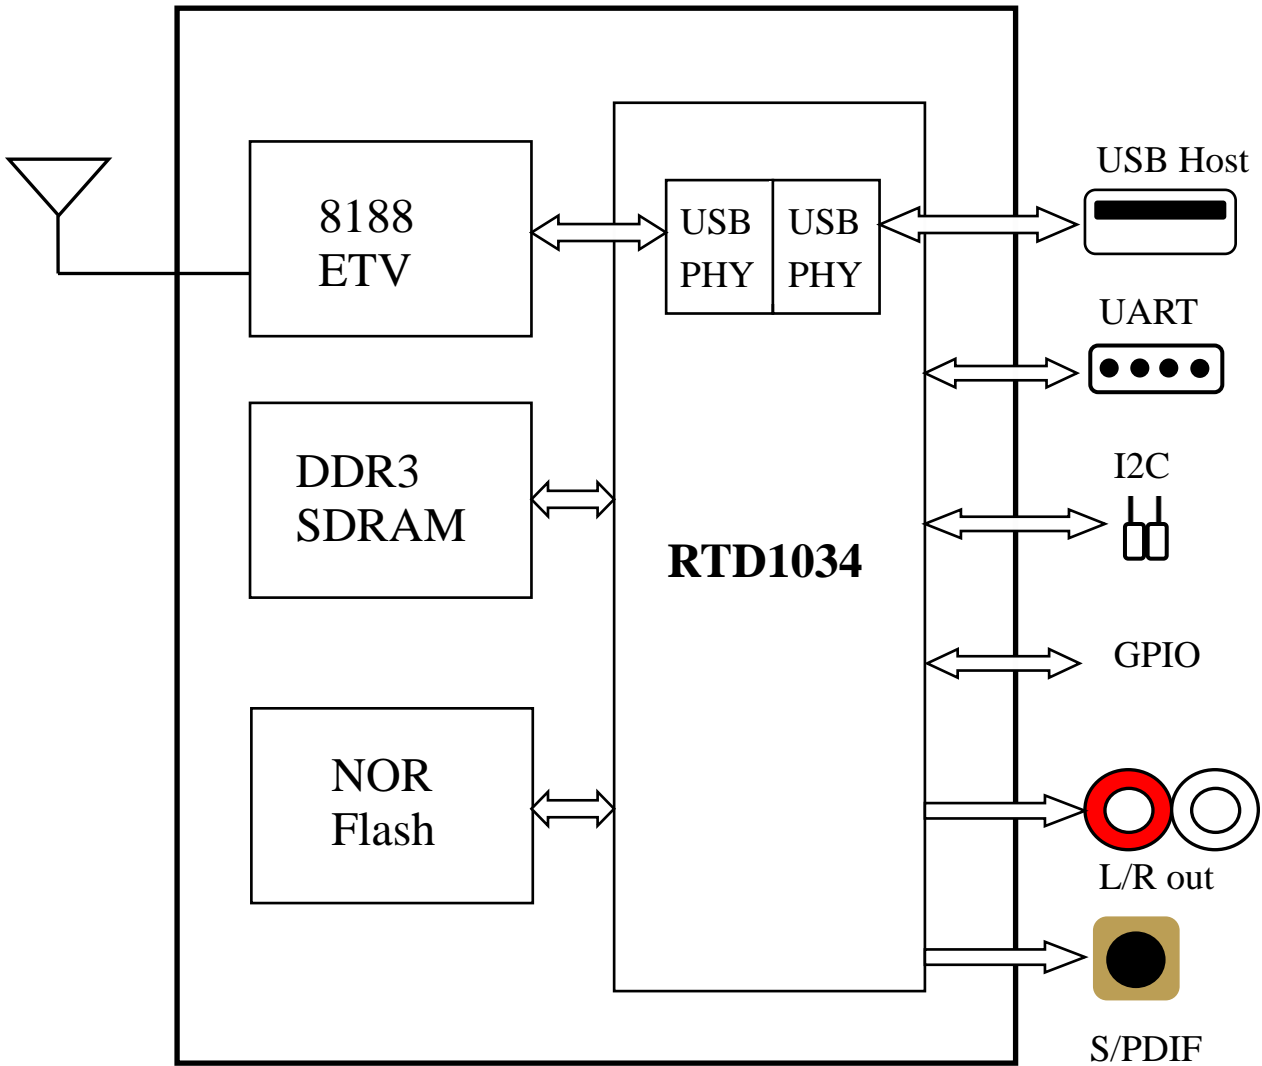 USB Host
8188
ETV
USB
PHY
USB
PHY
UART
DDR3
SDRAM
I2C
RTD1034
GPIO
NOR
Flash
L/R out
S/PDIF